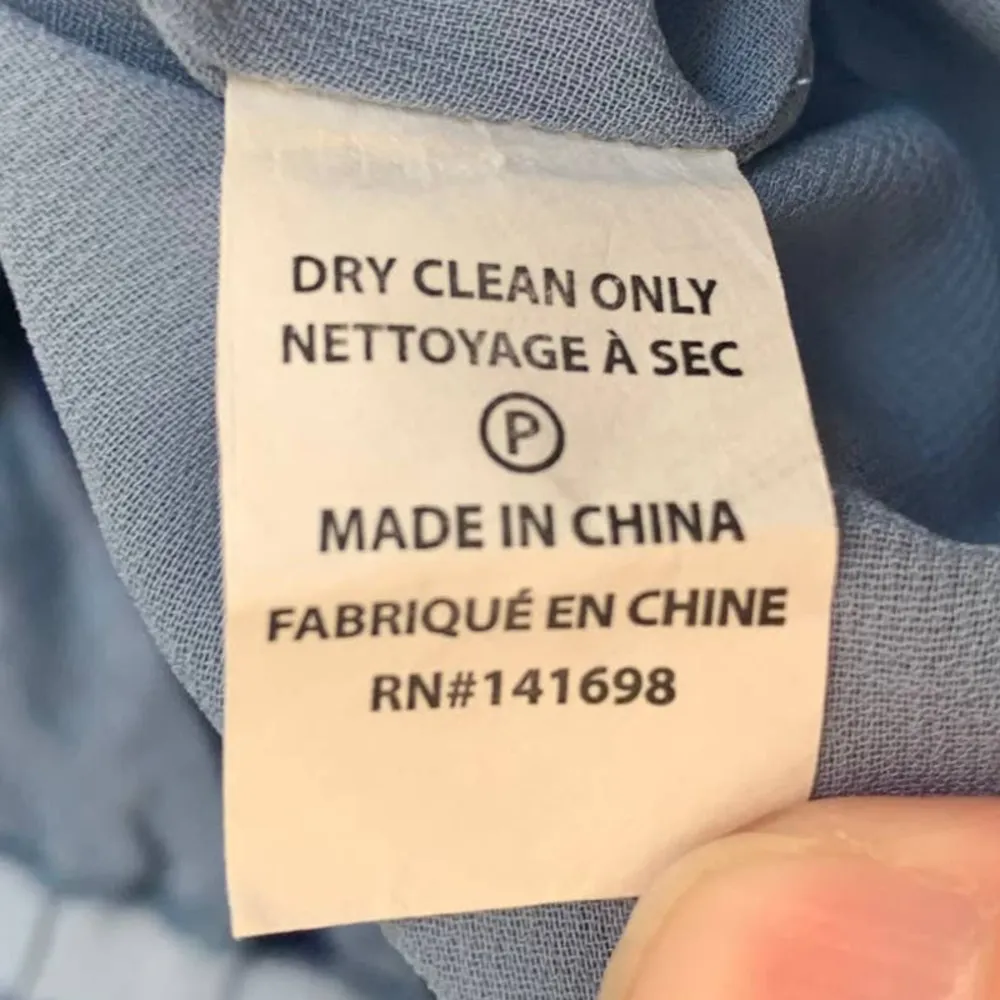 DRY CLEAN ONLY
NETTOYAGE À SEC
P
MADE IN CHINA
FABRIQUÉ EN CHINE
RN#141698